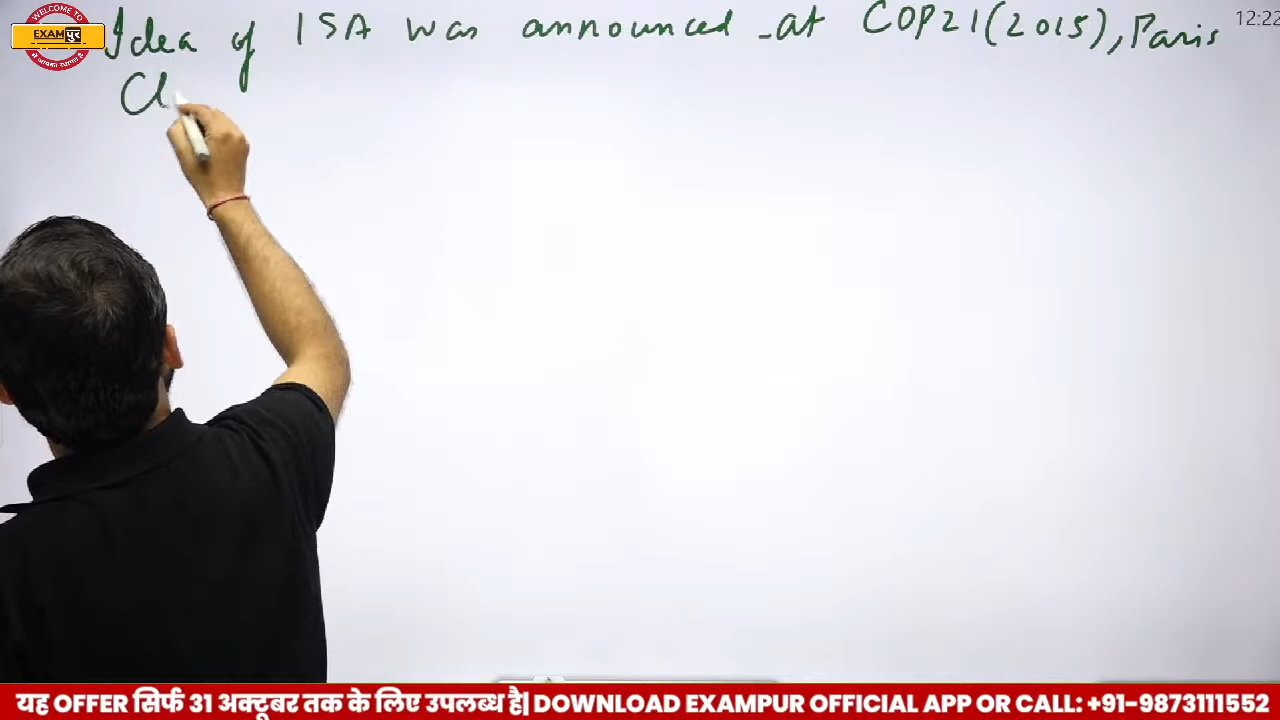 WELCOME TO
EXAMपुर
Idea of ISA was announced at COP21(2015), Paris
12:22
Cl
यह OFFER सिर्फ 31 अक्टूबर तक के लिए उपलब्ध है| DOWNLOAD EXAMPUR OFFICIAL APP OR CALL: +91-9873111552